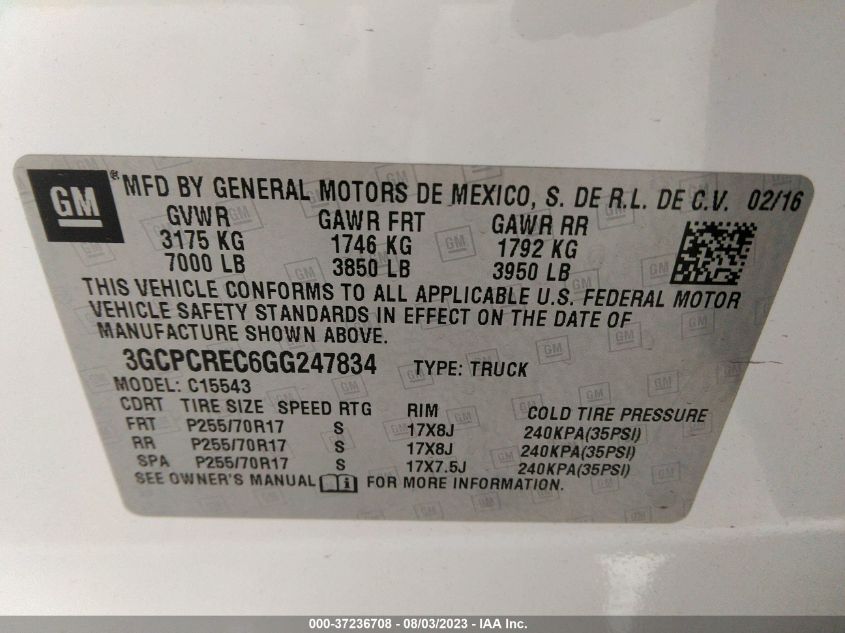 GM ® MFD BY GENERAL MOTORS DE MEXICO, S. DE R.L. DE C.V. 02/16
GVWR GAWR FRT GAWR RR
3175 KG 1746 KG 1792 KG
7000 LB 3850 LB 3950 LB
THIS VEHICLE CONFORMS TO ALL APPLICABLE U.S. FEDERAL MOTOR
VEHICLE SAFETY STANDARDS IN EFFECT ON THE DATE OF
MANUFACTURE SHOWN ABOVE.
3GCPCREC6GG247834 TYPE: TRUCK
MODEL: C15543
CDRT TIRE SIZE SPEED RTG RIM COLD TIRE PRESSURE
FRT P255/70R17 S 17X8J 240KPA(35PSI)
RR P255/70R17 S 17X8J 240KPA(35PSI)
SPA P255/70R17 S 17X7.5J 240KPA(35PSI)
SEE OWNER'S MANUAL i FOR MORE INFORMATION.
000-37236708 - 08/03/2023 - IAA Inc.